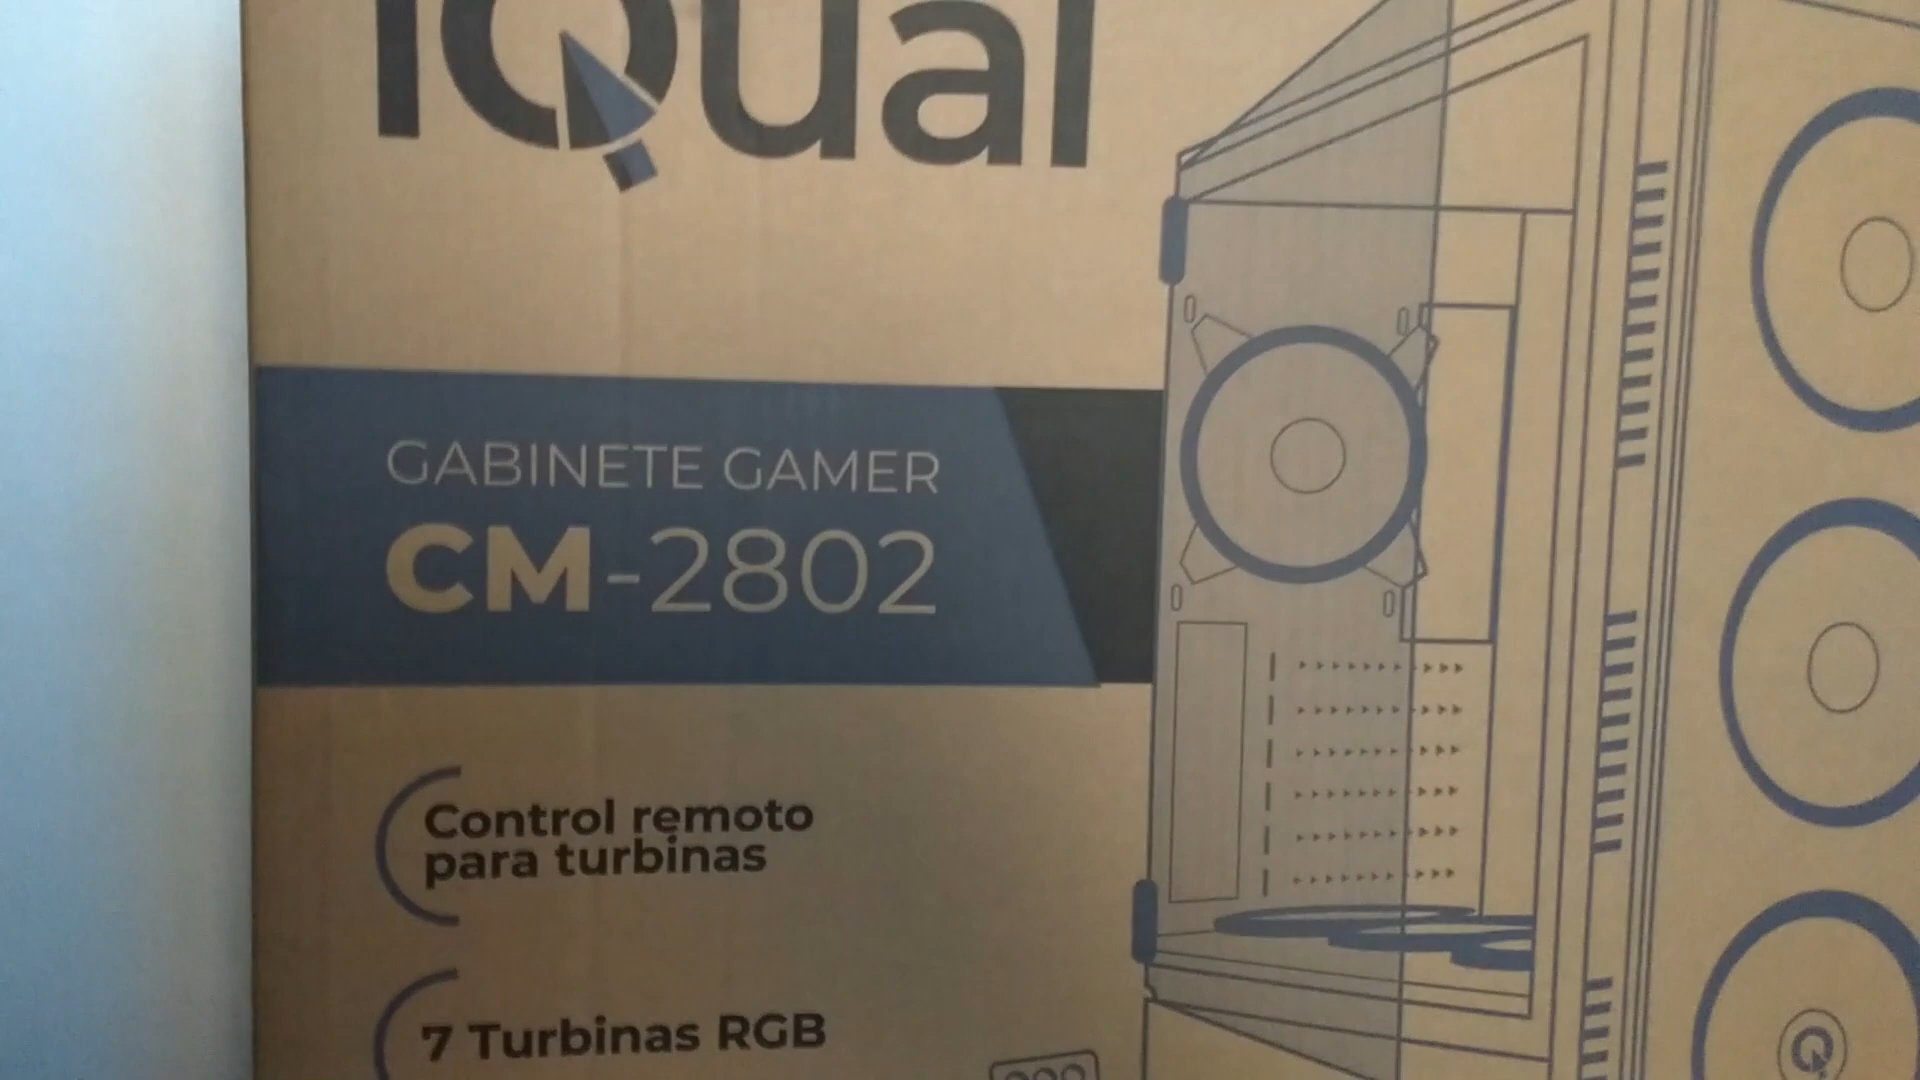 iQual
GABINETE GAMER
CM-2802
Control remoto
para turbinas
7 Turbinas RGB